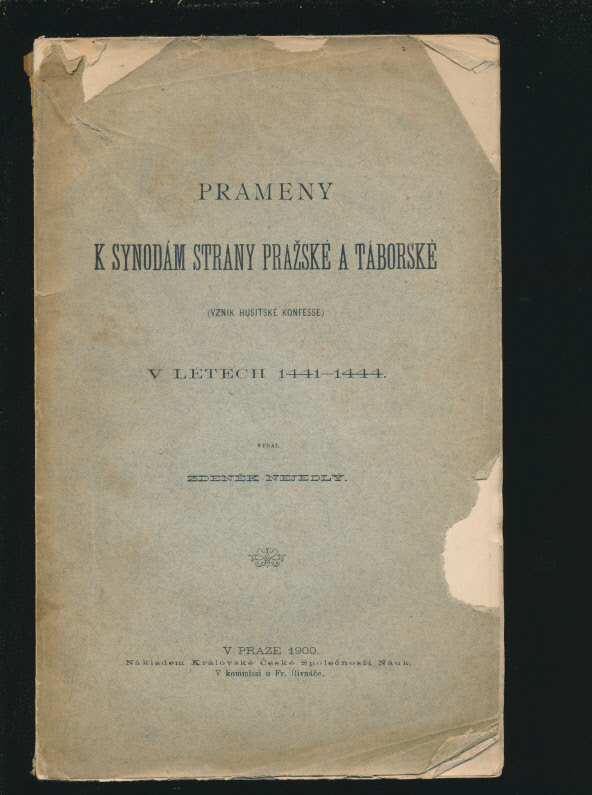 PRAMENY
K SYNODÁM STRANY PRAŽSKÉ A TÁBORSKÉ
(VZNIK HUSITSKÉ KONFESSE)
V LETECH 1441–1444.
VYDAL
ZDENĚK NEJEDLÝ.
V PRAZE 1900.
Nákladem Královské České Společnosti Náuk.
V kommissi u Fr. Řivnáče.